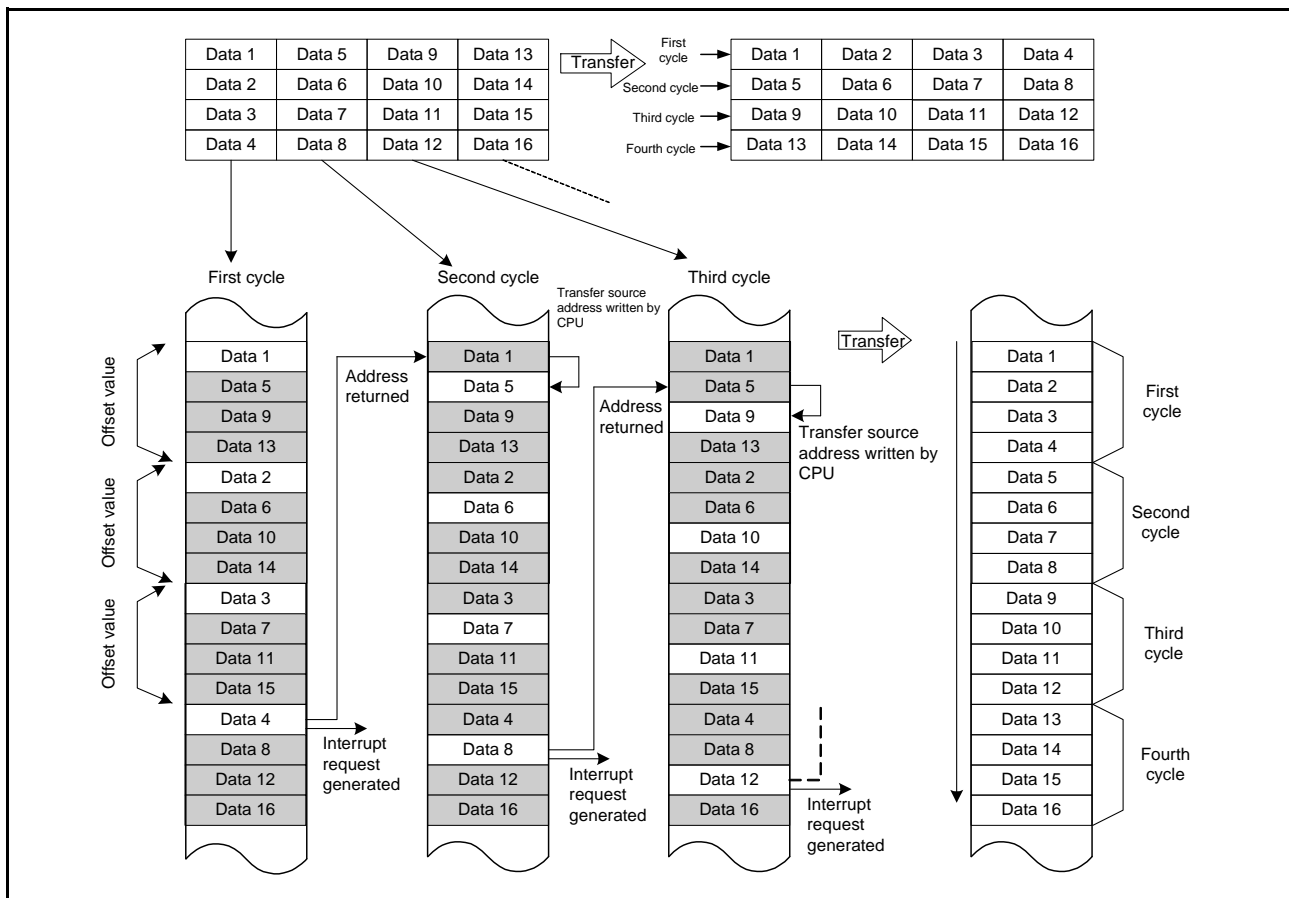 Data 1 Data 5 Data 9 Data 13
Data 2 Data 6 Data 10 Data 14
Data 3 Data 7 Data 11 Data 15
Data 4 Data 8 Data 12 Data 16
Transfer
First
cycle
Second cycle
Third cycle
Fourth cycle
Data 1 Data 2 Data 3 Data 4
Data 5 Data 6 Data 7 Data 8
Data 9 Data 10 Data 11 Data 12
Data 13 Data 14 Data 15 Data 16
First cycle
Offset value
Offset value
Offset value
Data 1
Data 5
Data 9
Data 13
Data 2
Data 6
Data 10
Data 14
Data 3
Data 7
Data 11
Data 15
Data 4
Data 8
Data 12
Data 16
Address
returned
Interrupt
request
generated
Second cycle
Transfer source
address written by
CPU
Data 1
Data 5
Data 9
Data 13
Data 2
Data 6
Data 10
Data 14
Data 3
Data 7
Data 11
Data 15
Data 4
Data 8
Data 12
Data 16
Address
returned
Interrupt
request
generated
Third cycle
Data 1
Data 5
Data 9
Data 13
Data 2
Data 6
Data 10
Data 14
Data 3
Data 7
Data 11
Data 15
Data 4
Data 8
Data 12
Data 16
Transfer source
address written by
CPU
Interrupt
request
generated
Transfer
Data 1
Data 2
Data 3
Data 4
Data 5
Data 6
Data 7
Data 8
Data 9
Data 10
Data 11
Data 12
Data 13
Data 14
Data 15
Data 16
First
cycle
Second
cycle
Third
cycle
Fourth
cycle